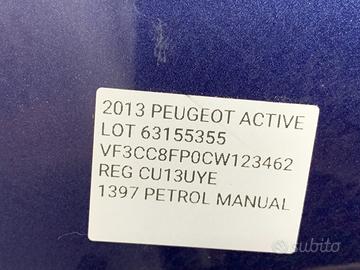 2013 PEUGEOT ACTIVE
LOT 63155355
VF3CC8FP0CW123462
REG CU13UYE
1397 PETROL MANUAL
subito